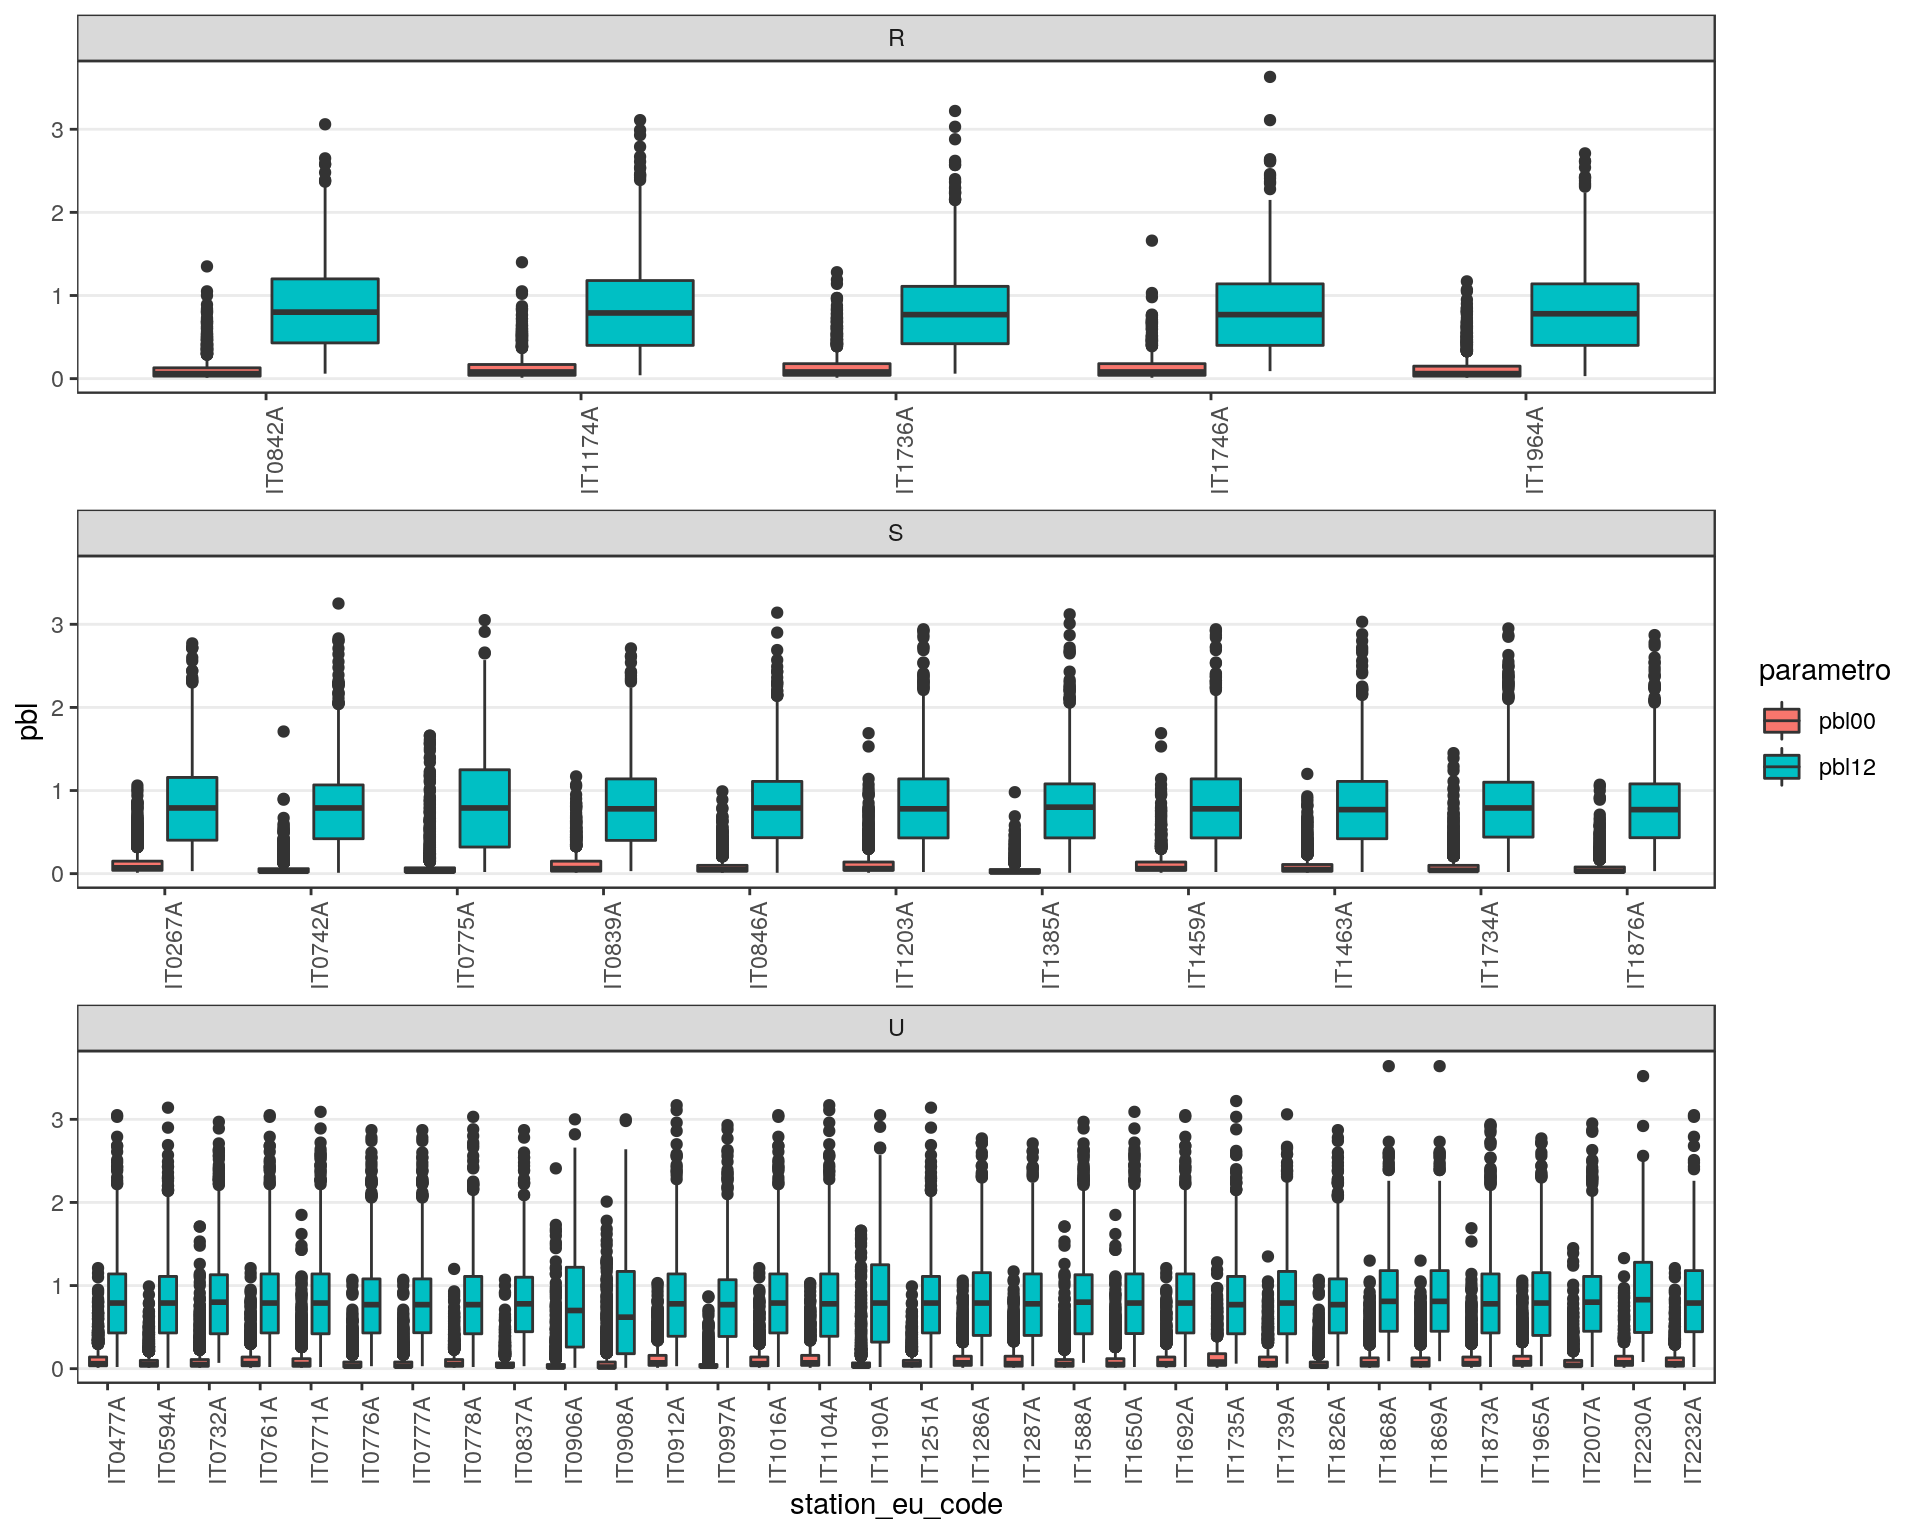 R
3
2
1
0
IT0842A
IT1174A
IT1736A
IT1746A
IT1964A
S
3
2
1
0
IT0267A
IT0742A
IT0775A
IT0839A
IT0846A
IT1203A
IT1385A
IT1459A
IT1463A
IT1734A
IT1876A
pbl
U
3
2
1
0
IT0477A
IT0594A
IT0732A
IT0761A
IT0771A
IT0776A
IT0777A
IT0778A
IT0837A
IT0906A
IT0908A
IT0912A
IT0997A
IT1016A
IT1104A
IT1190A
IT1251A
IT1286A
IT1287A
IT1588A
IT1650A
IT1692A
IT1735A
IT1739A
IT1826A
IT1868A
IT1869A
IT1873A
IT1965A
IT2007A
IT2230A
IT2232A
station_eu_code
parametro
pbl00
pbl12